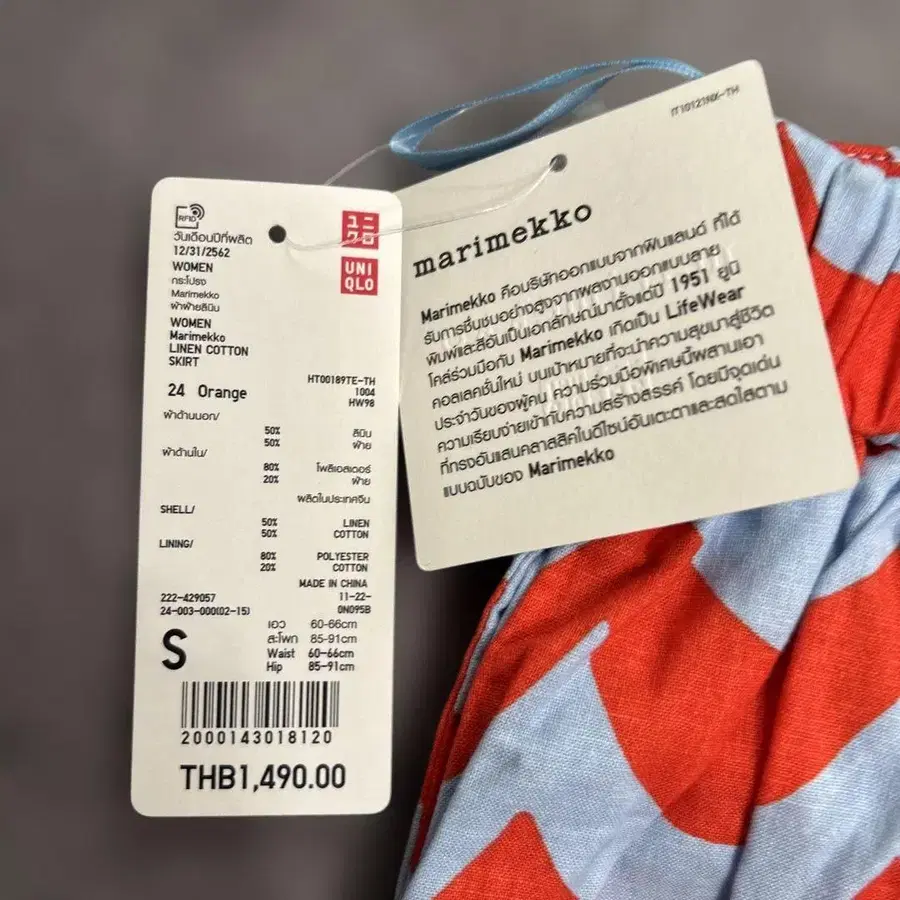 RFID
วันเดือนปีที่ผลิต
12/31/2562
WOMEN
กระโปรง
Marimekko
ผ้าฝ้ายลินิน
WOMEN
Marimekko
LINEN COTTON
SKIRT
ユニ
クロ
UNI
QLO
HT00189TE-TH
24 Orange 1004
HW98
ผ้าด้านนอก/
50% ลินิน
50% ฝ้าย
ผ้าด้านใน/
80% โพลีเอสเตอร์
20% ฝ้าย
ผลิตในประเทศจีน
SHELL/
50% LINEN
50% COTTON
LINING/
80% POLYESTER
20% COTTON
MADE IN CHINA
222-429057 11-22-
24-003-000(02-15) 0N095B
S
เอว 60-66cm
สะโพก 85-91cm
Waist 60-66cm
Hip 85-91cm
2000143018120
THB1,490.00
marimekko
Marimekko คือบริษัทออกแบบจากฟินแลนด์ ที่ได้
รับการชื่นชมอย่างสูงจากผลงานออกแบบลาย
พิมพ์และสีอันเป็นเอกลักษณ์มาตั้งแต่ปี 1951 ยูนิ
โคล่ร่วมมือกับ Marimekko เกิดเป็น LifeWear
คอลเลคชั่นใหม่ บนเป้าหมายที่จะนำความสุขมาสู่ชีวิต
ประจำวันของผู้คน ความร่วมมือพิเศษนี้ผสานเอา
ความเรียบง่ายเข้ากับความสร้างสรรค์ โดยมีจุดเด่น
ที่ทรงอันแสนคลาสสิคในดีไซน์อันเตะตาและสดใสตาม
แบบฉบับของ Marimekko